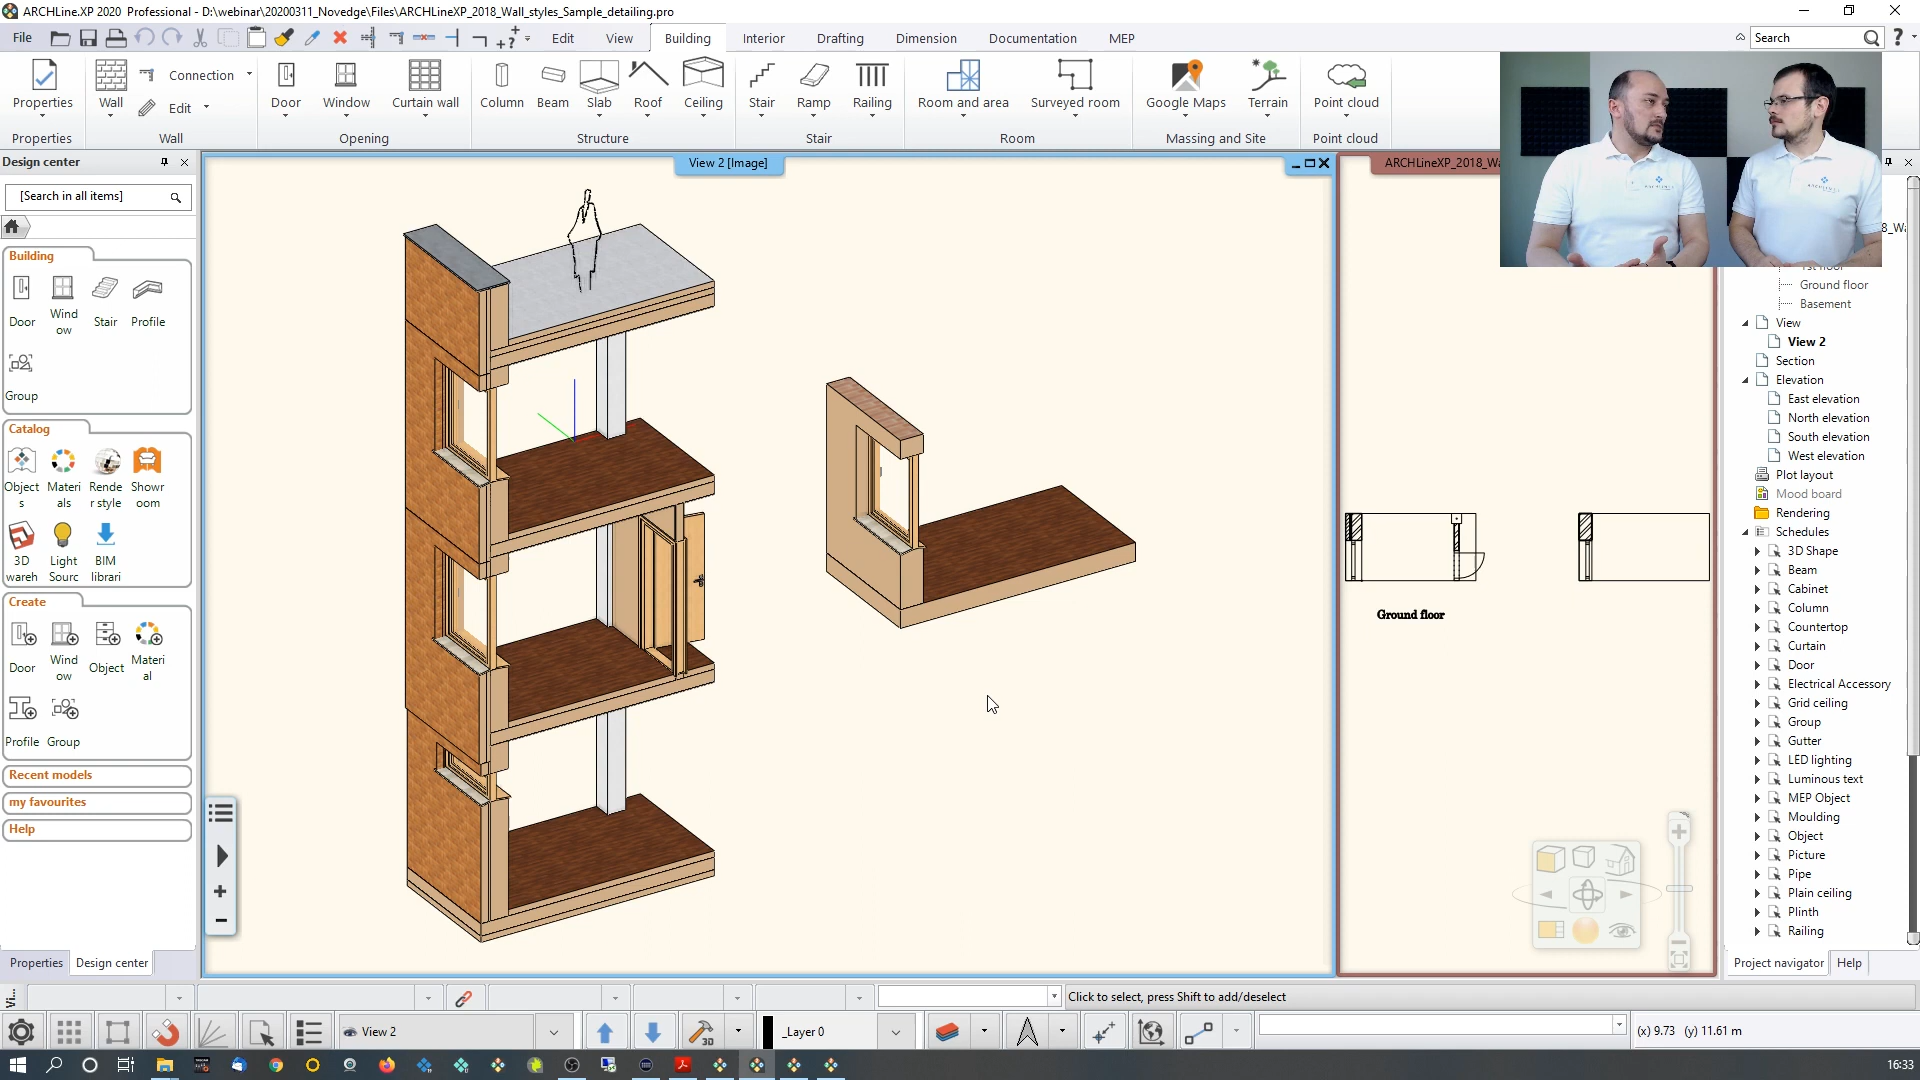 ARCHLine.XP 2020 Professional - D:\webinar\20200311_Novedge\Files\ARCHLineXP_2018_Wall_styles_Sample_detailing.pro
File
Edit
View
Building
Interior
Drafting
Dimension
Documentation
MEP
Search
Properties
Wall
Connection
Edit
Door
Window
Curtain wall
Column
Beam
Slab
Roof
Ceiling
Stair
Ramp
Railing
Room and area
Surveyed room
Google Maps
Terrain
Point cloud
Properties
Wall
Opening
Structure
Stair
Room
Massing and Site
Point cloud
Design center
[Search in all items]
Building
Door
Wind
ow
Stair
Profile
Group
Catalog
Object
s
Materi
als
Rende
r style
Showr
oom
3D
wareh
Light
Sourc
BIM
librari
Create
Door
Wind
ow
Object
Materi
al
Profile
Group
Recent models
my favourites
Help
Properties
Design center
View 2 [Image]
ARCHLineXP_2018_Wa
Ground floor
8_Wa
1st floor
Ground floor
Basement
View
View 2
Section
Elevation
East elevation
North elevation
South elevation
West elevation
Plot layout
Mood board
Rendering
Schedules
3D Shape
Beam
Cabinet
Column
Countertop
Curtain
Door
Electrical Accessory
Grid ceiling
Group
Gutter
LED lighting
Luminous text
MEP Object
Moulding
Object
Picture
Pipe
Plain ceiling
Plinth
Railing
Project navigator
Help
Vi...
Click to select, press Shift to add/deselect
View 2
3D
_Layer 0
(x) 9.73 (y) 11.61 m
16:33